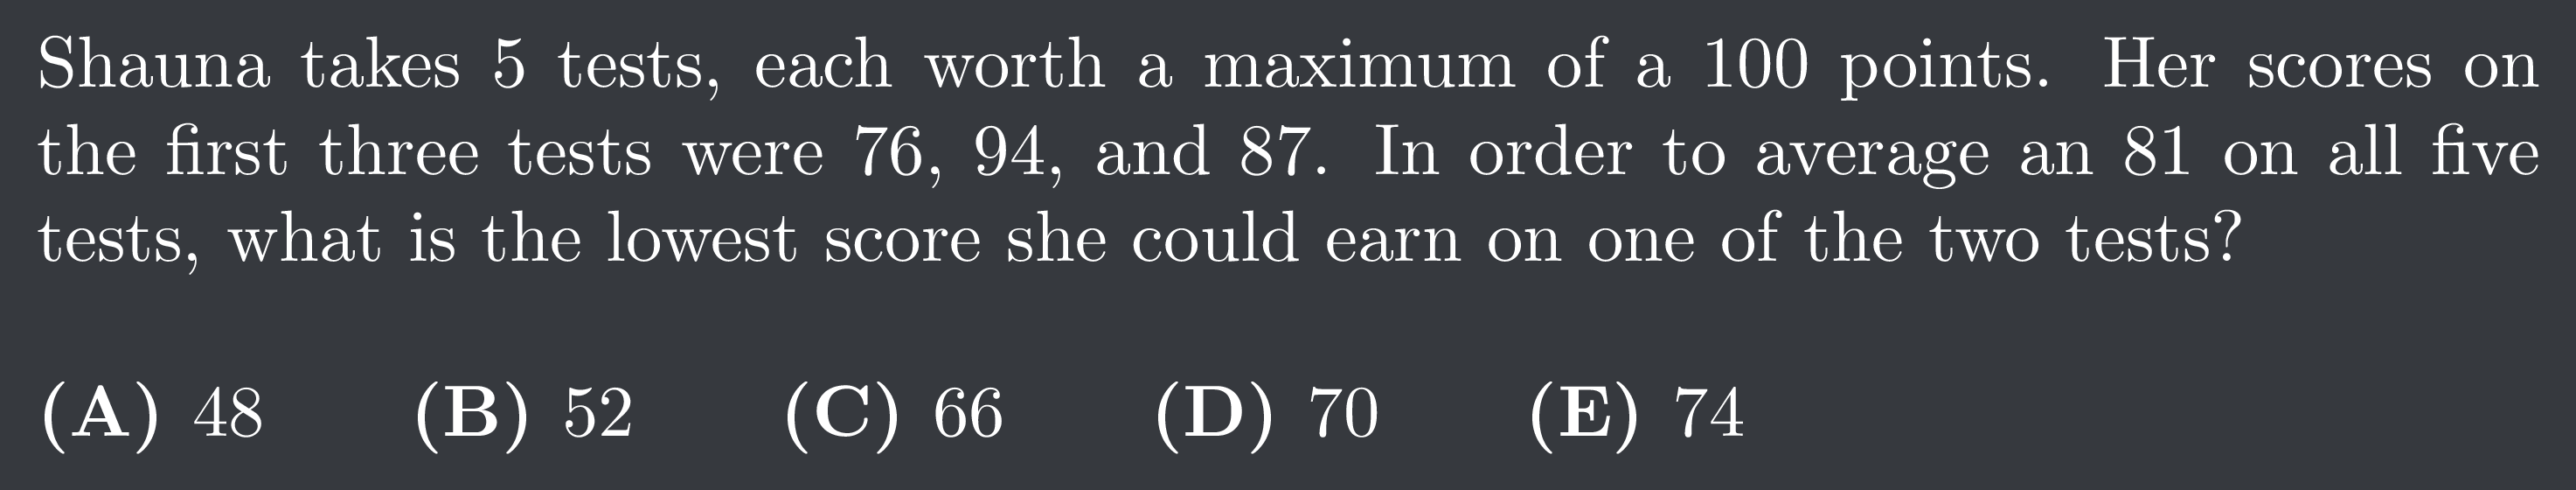 Shauna takes 5 tests, each worth a maximum of a 100 points. Her scores on
the first three tests were 76, 94, and 87. In order to average an 81 on all five
tests, what is the lowest score she could earn on one of the two tests?
(A) 48 (B) 52 (C) 66 (D) 70 (E) 74